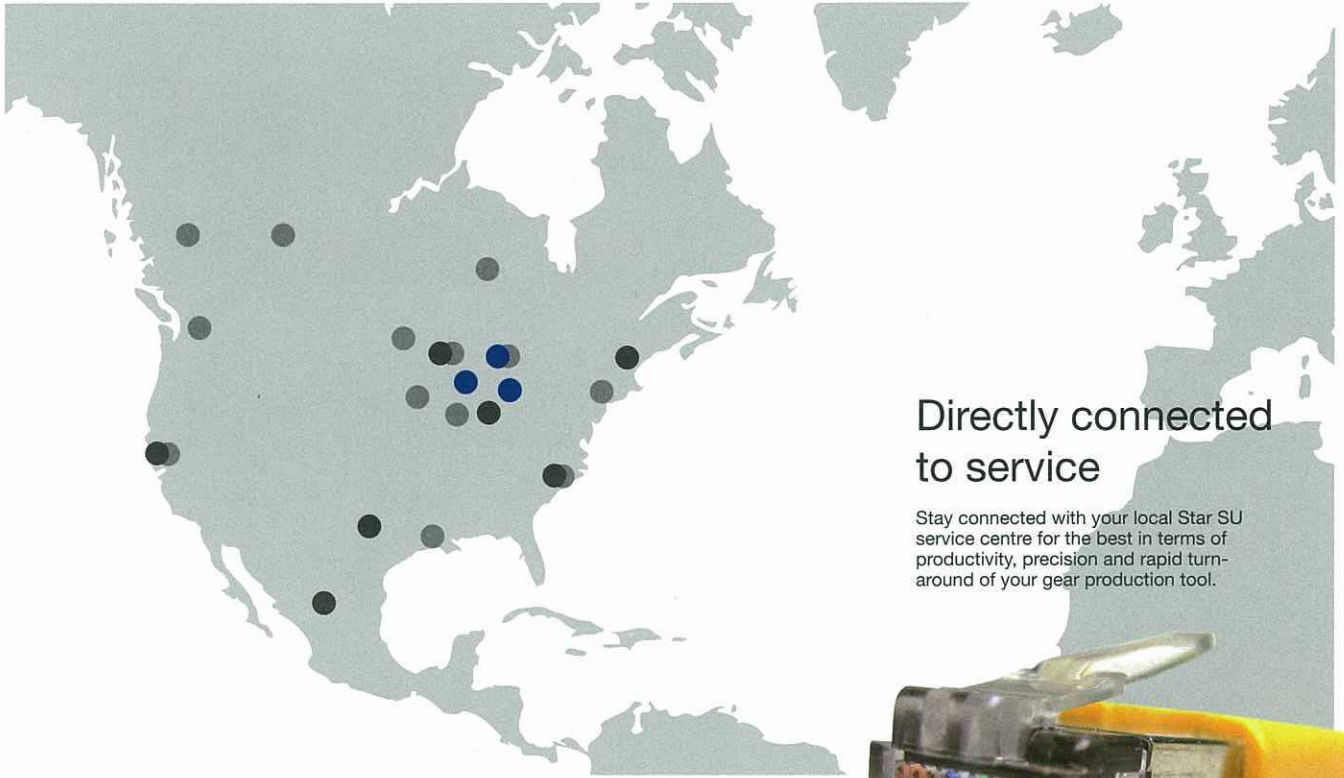 Directly connected
to service
Stay connected with your local Star SU
service centre for the best in terms of
productivity, precision and rapid turn-
around of your gear production tool.